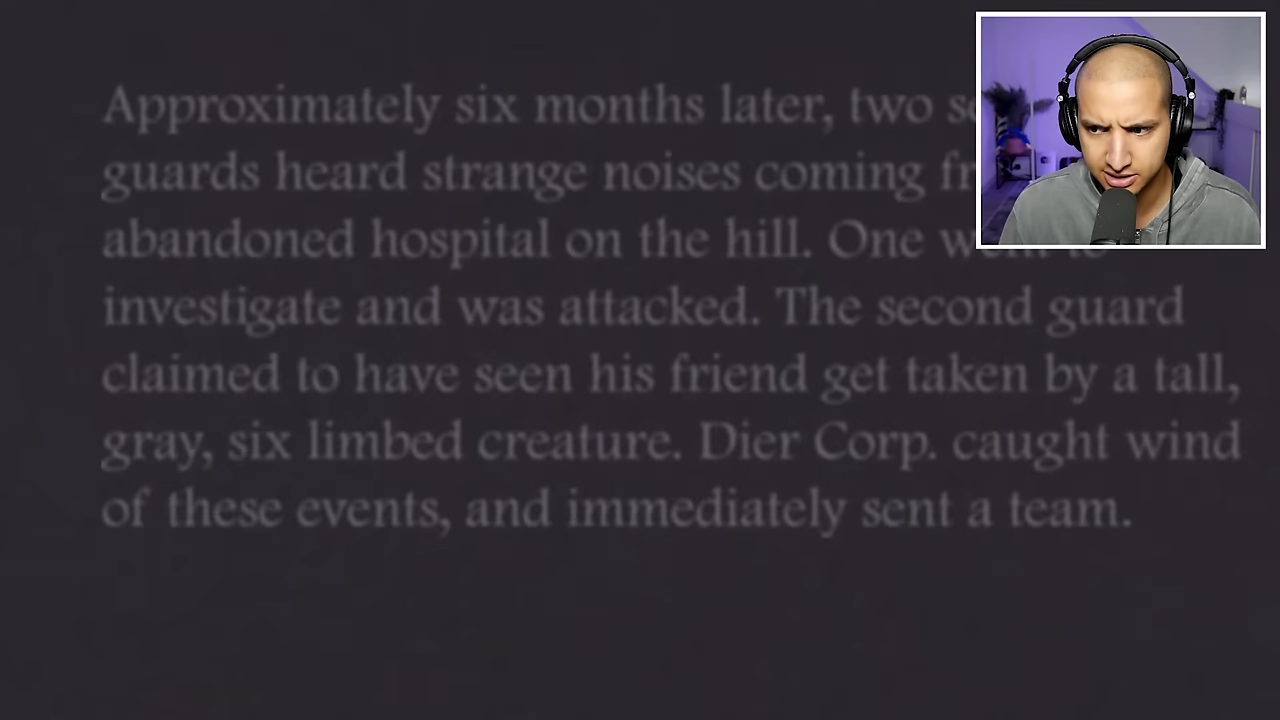 Approximately six months later, two
guards heard strange noises coming
abandoned hospital on the hill. One
investigate and was attacked. The second guard
claimed to have seen his friend get taken by a tall,
gray, six limbed creature. Dier Corp. caught wind
of these events, and immediately sent a team.